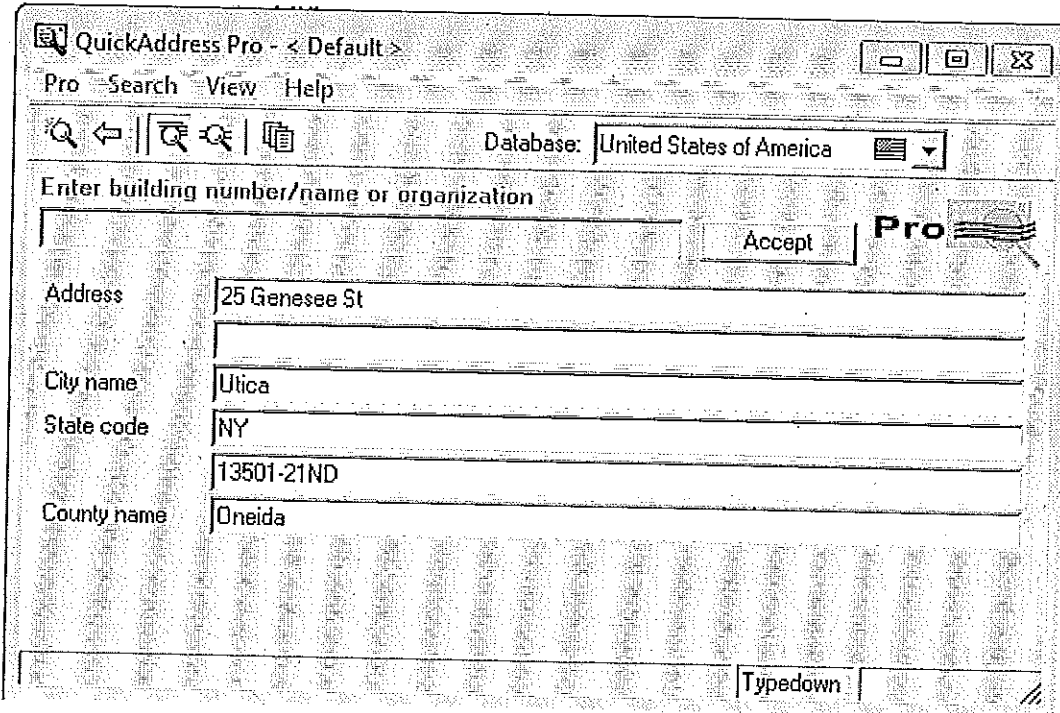 QuickAddress Pro - < Default >
Pro Search View Help
Database: United States of America
Enter building number/name or organization
Accept
Pro
Address 25 Genesee St
City name Utica
State code NY
13501-21ND
County name Oneida
Typedown